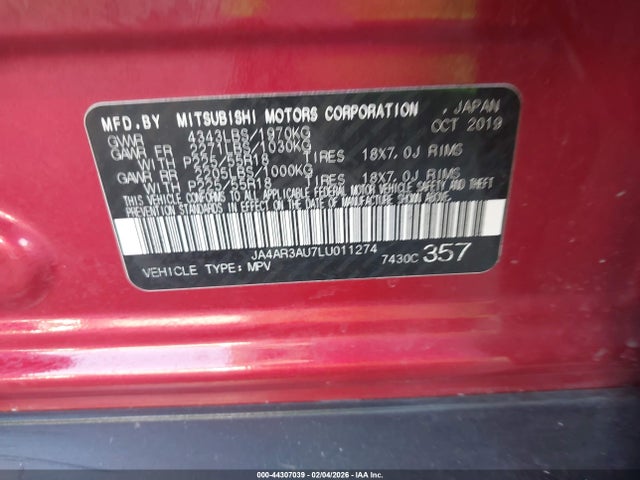 MFD.BY MITSUBISHI MOTORS CORPORATION , JAPAN
GVWR 4343LBS/1970KG OCT 2019
GAWR FR 2271LBS/1030KG
WITH P225/55R18 TIRES 18X7.0J RIMS
GAWR RR 2205LBS/1000KG
WITH P225/55R18 TIRES 18X7.0J RIMS
THIS VEHICLE CONFORMS TO ALL APPLICABLE FEDERAL MOTOR VEHICLE SAFETY AND THEFT
PREVENTION STANDARDS IN EFFECT ON THE DATE OF MANUFACTURE SHOWN ABOVE.
JA4AR3AU7LU011274
VEHICLE TYPE:MPV 7430C 357
000-44307039 - 02/04/2026 - IAAI.COM